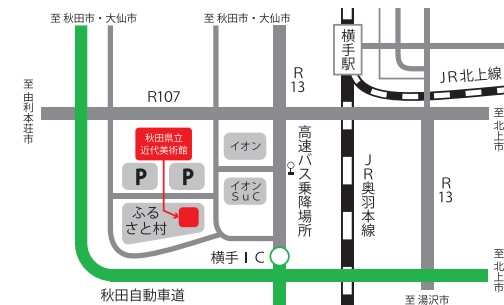 至 秋田市・大仙市
至 秋田市・大仙市
横手駅
R
13
JR北上線
至 由利本荘市
R107
至 北上市
秋田県立
近代美術館
イオン
高速バス乗降場所
P
P
イオン
SuC
JR奥羽本線
R
13
ふる
さと村
横手IC
至 北上市
秋田自動車道
至 湯沢市